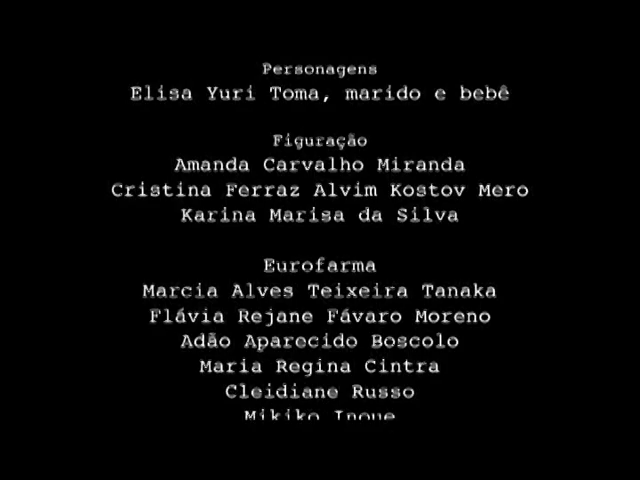 Personagens
Elisa Yuri Toma, marido e bebê
Figuração
Amanda Carvalho Miranda
Cristina Ferraz Alvim Kostov Mero
Karina Marisa da Silva
Eurofarma
Marcia Alves Teixeira Tanaka
Flávia Rejane Fávaro Moreno
Adão Aparecido Boscolo
Maria Regina Cintra
Cleidiane Russo
Mikiko Inoue